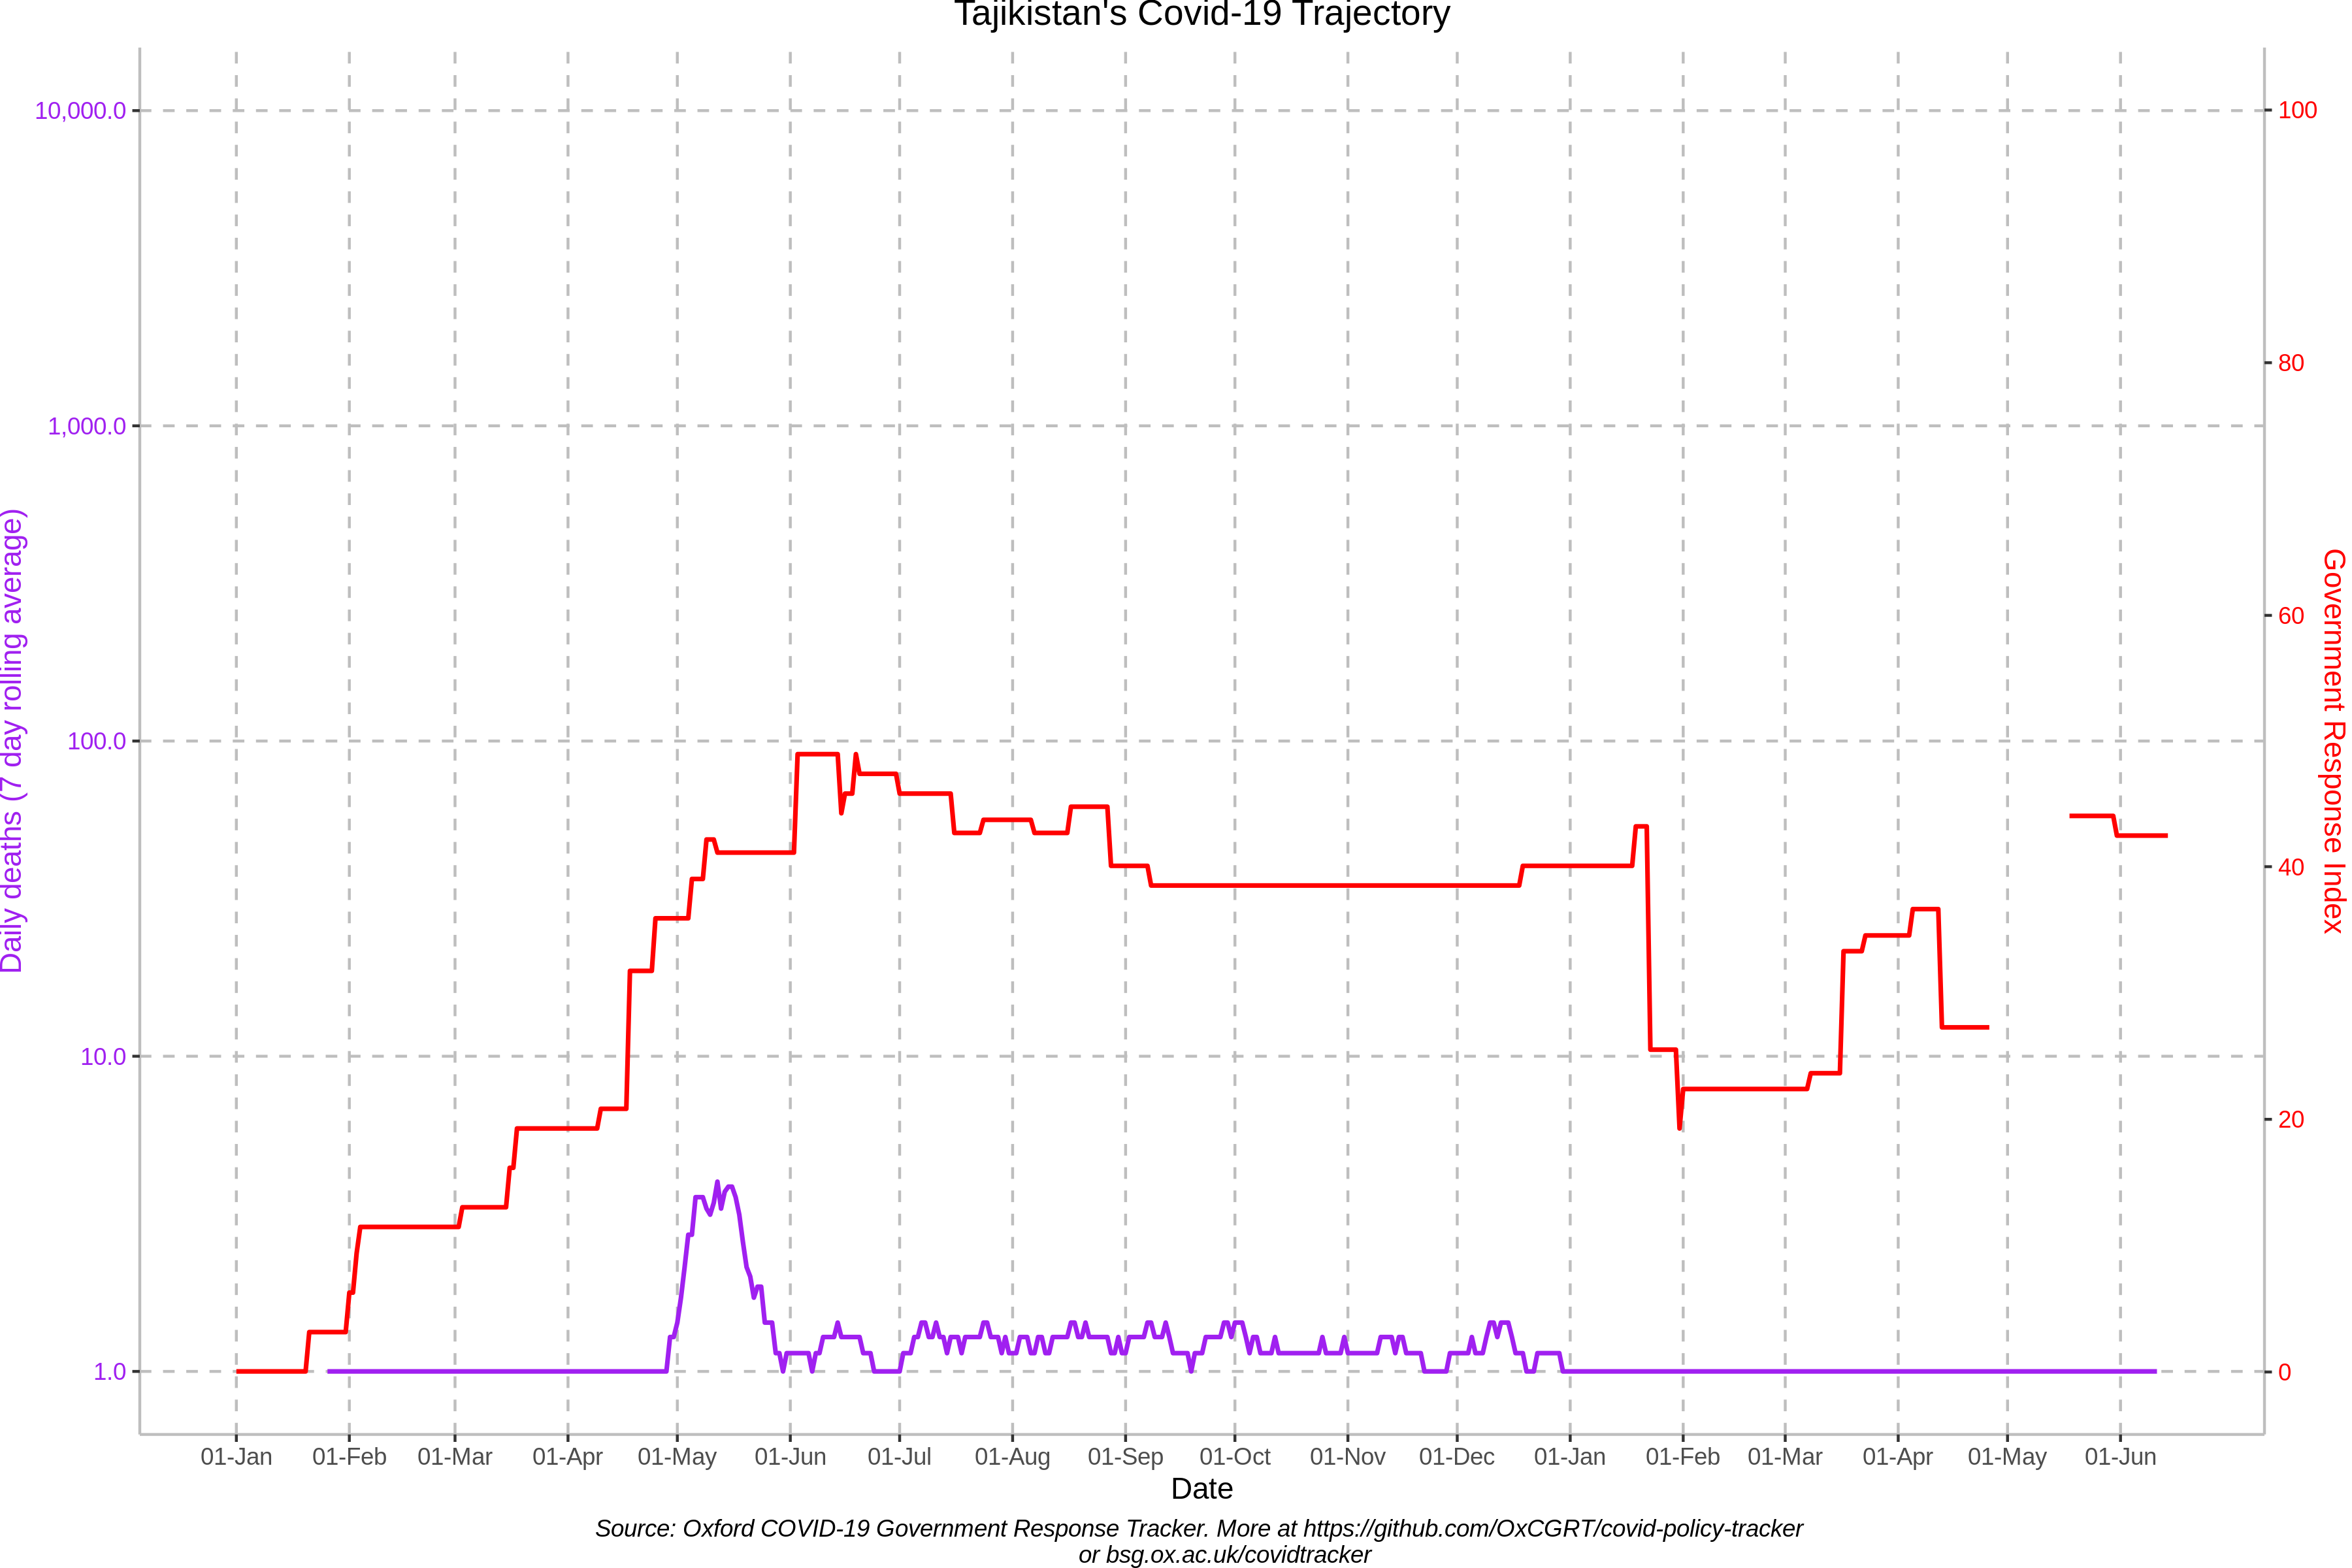 Tajikistan's Covid-19 Trajectory
Daily deaths (7 day rolling average)
10,000.0
1,000.0
100.0
10.0
1.0
100
80
60
40
20
0
Government Response Index
01-Jan 01-Feb 01-Mar 01-Apr 01-May 01-Jun 01-Jul 01-Aug 01-Sep 01-Oct 01-Nov 01-Dec 01-Jan 01-Feb 01-Mar 01-Apr 01-May 01-Jun
Date
Source: Oxford COVID-19 Government Response Tracker. More at https://github.com/OxCGRT/covid-policy-tracker
or bsg.ox.ac.uk/covidtracker